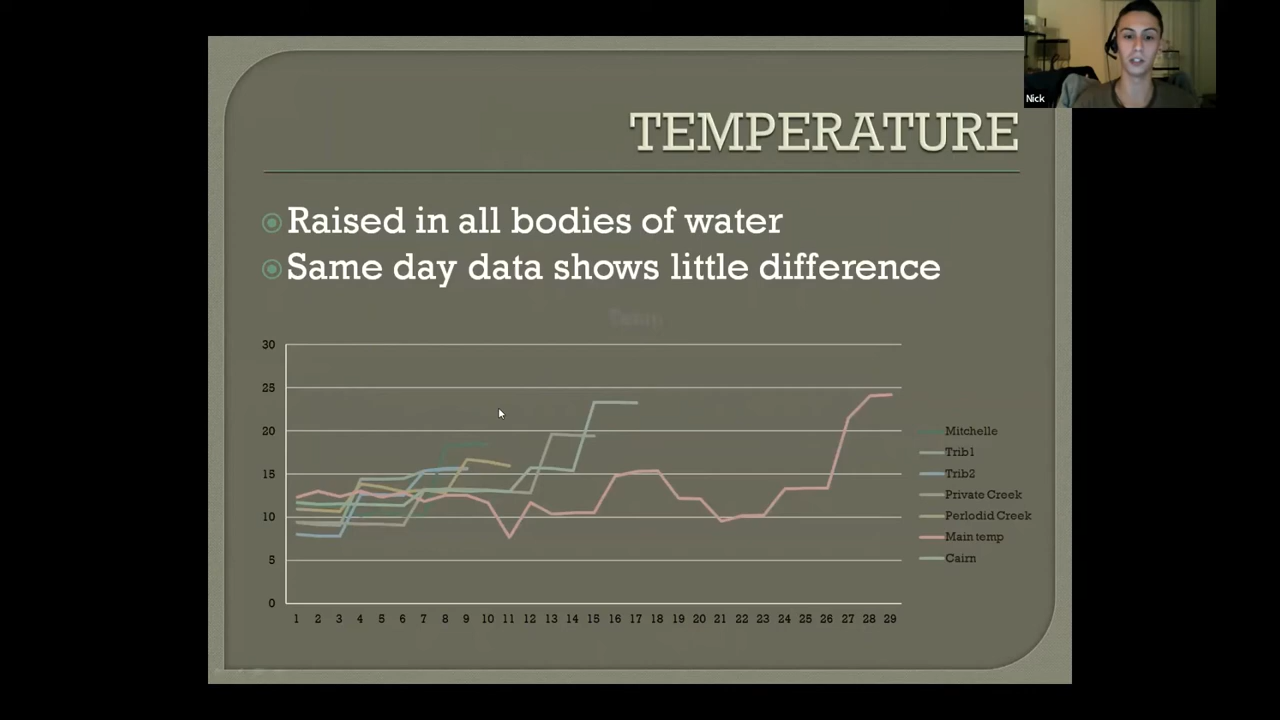 Nick
TEMPERATURE
Raised in all bodies of water
Same day data shows little difference
Temp
30
25
20
15
10
5
0
1 2 3 4 5 6 7 8 9 10 11 12 13 14 15 16 17 18 19 20 21 22 23 24 25 26 27 28 29
Mitchelle
Trib1
Trib2
Private Creek
Perlodid Creek
Main temp
Cairn